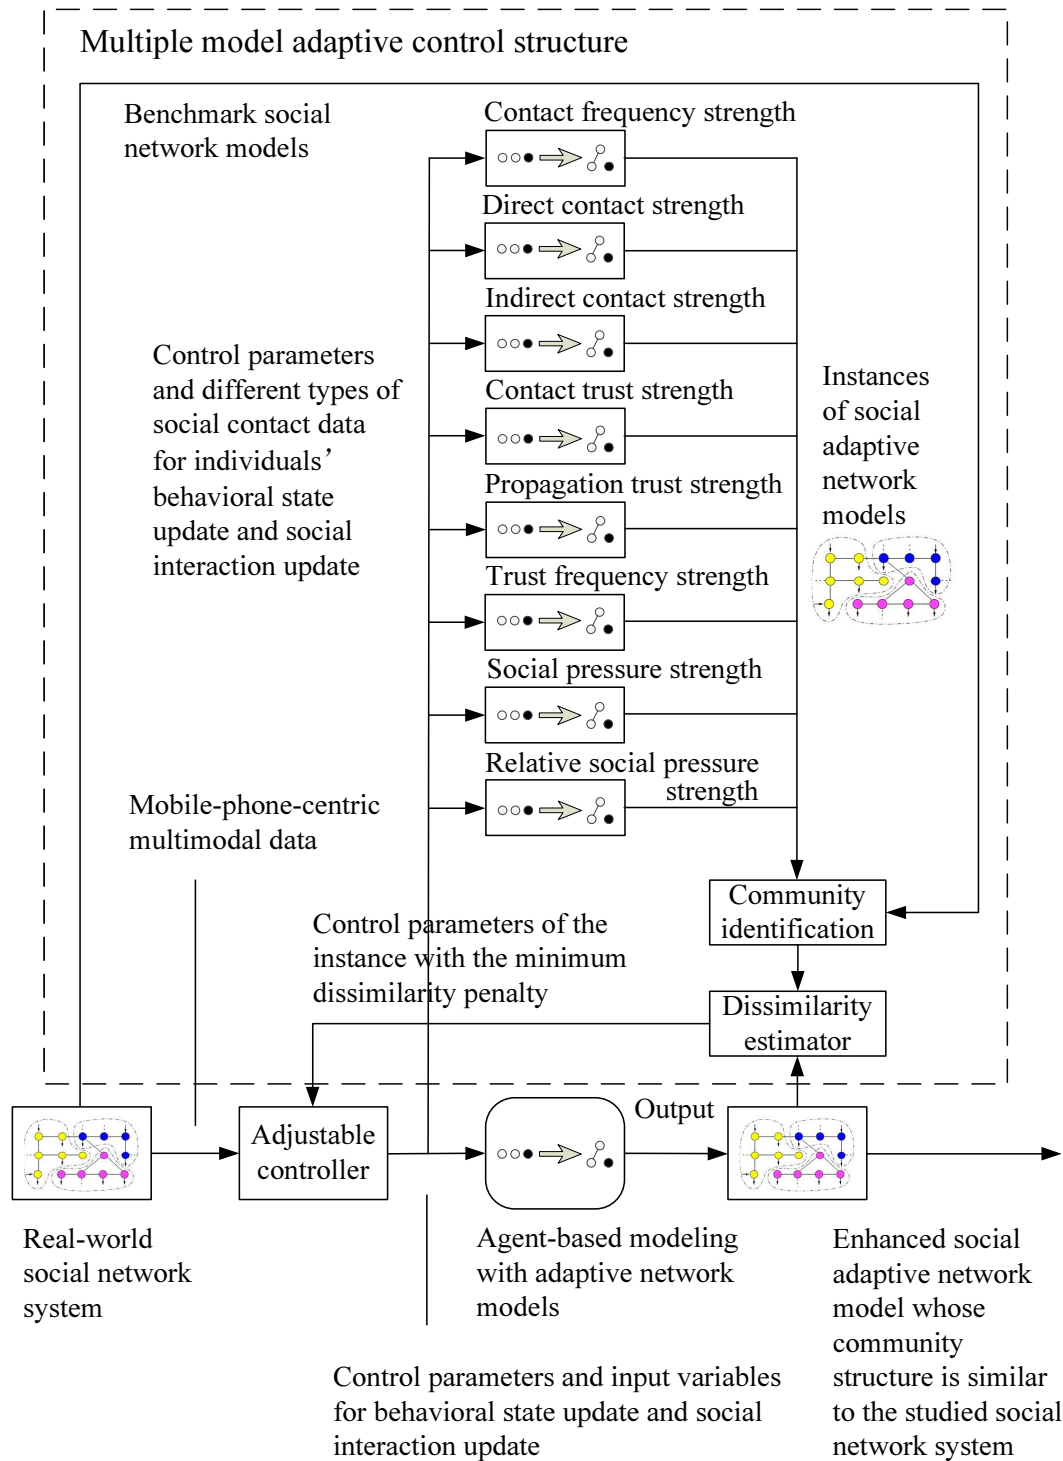 Multiple model adaptive control structure
Benchmark social
network models
Contact frequency strength
Direct contact strength
Indirect contact strength
Control parameters
and different types of
social contact data
for individuals’
behavioral state
update and social
interaction update
Contact trust strength
Propagation trust strength
Trust frequency strength
Social pressure strength
Relative social pressure
strength
Instances
of social
adaptive
network
models
Mobile-phone-centric
multimodal data
Community
identification
Control parameters of the
instance with the minimum
dissimilarity penalty
Dissimilarity
estimator
Adjustable
controller
Output
Real-world
social network
system
Agent-based modeling
with adaptive network
models
Enhanced social
adaptive network
model whose
community
structure is similar
to the studied social
network system
Control parameters and input variables
for behavioral state update and social
interaction update